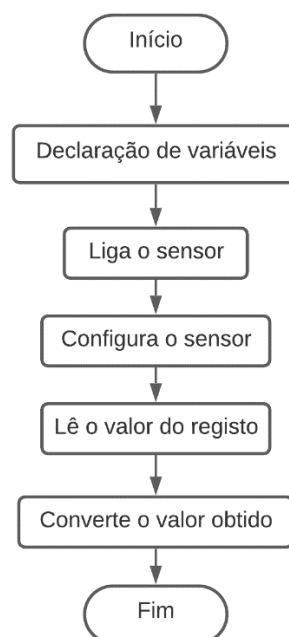 Início
Declaração de variáveis
Liga o sensor
Configura o sensor
Lê o valor do registo
Converte o valor obtido
Fim